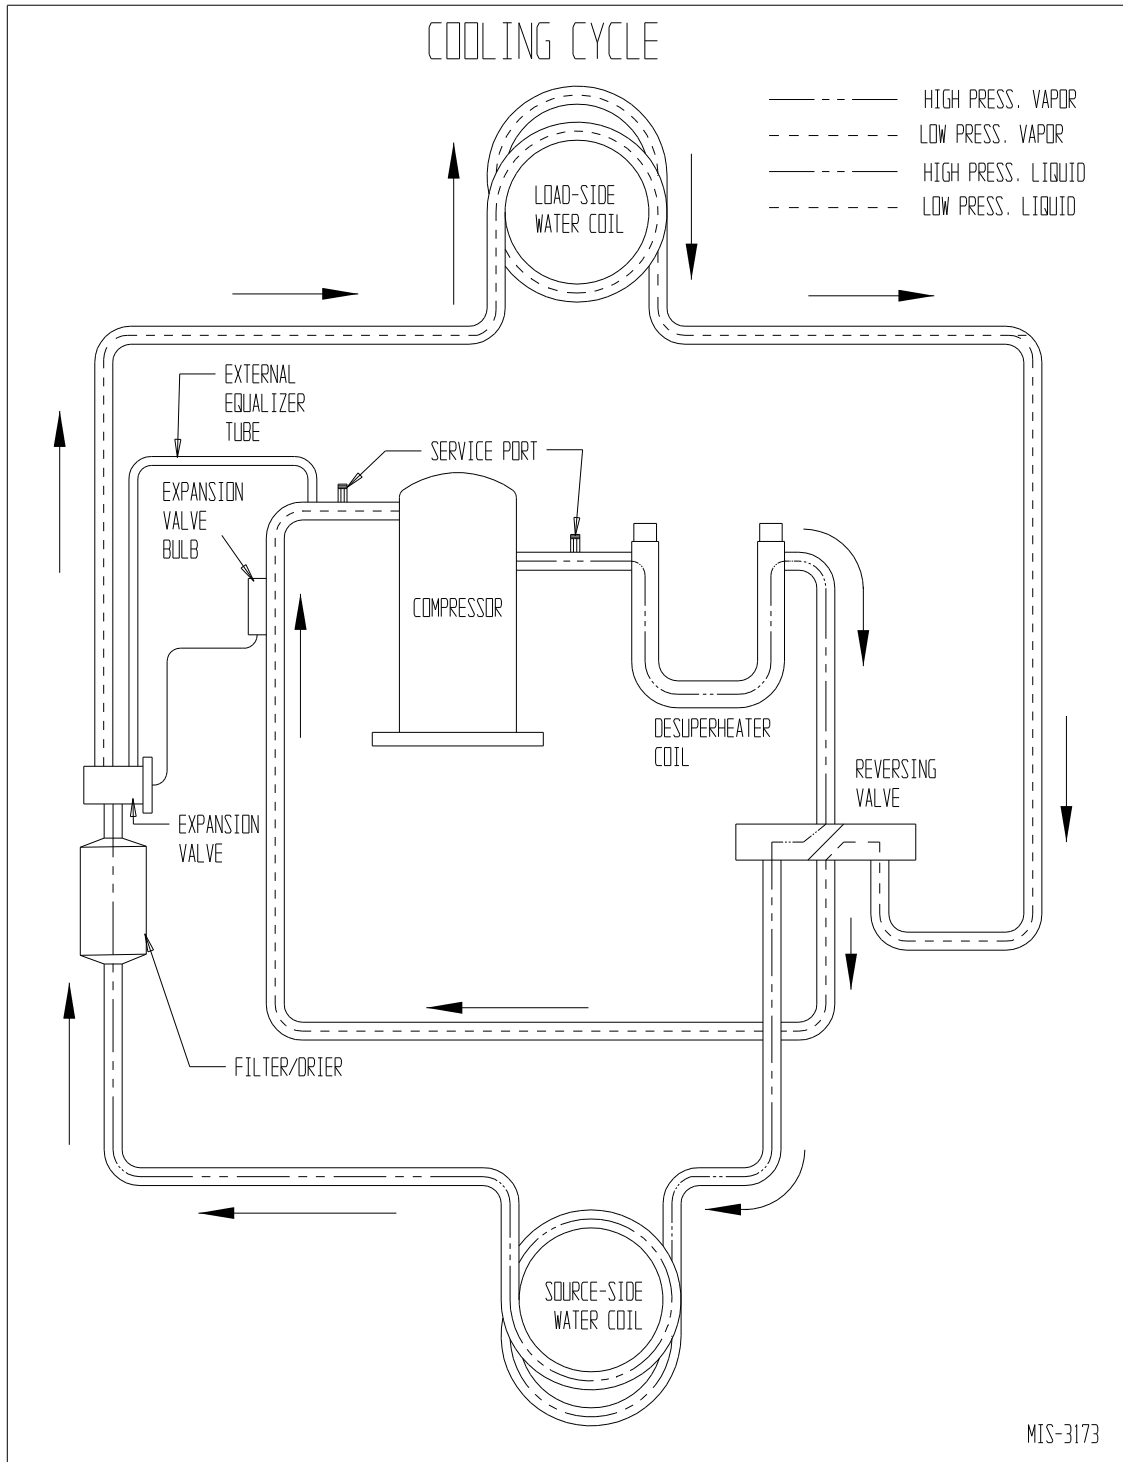 COOLING CYCLE
HIGH PRESS. VAPOR
LOW PRESS. VAPOR
HIGH PRESS. LIQUID
LOW PRESS. LIQUID
LOAD-SIDE
WATER COIL
EXTERNAL
EQUALIZER
TUBE
SERVICE PORT
EXPANSION
VALVE
BULB
COMPRESSOR
DESUPERHEATER
COIL
REVERSING
VALVE
EXPANSION
VALVE
FILTER/DRIER
SOURCE-SIDE
WATER COIL
MIS-3173